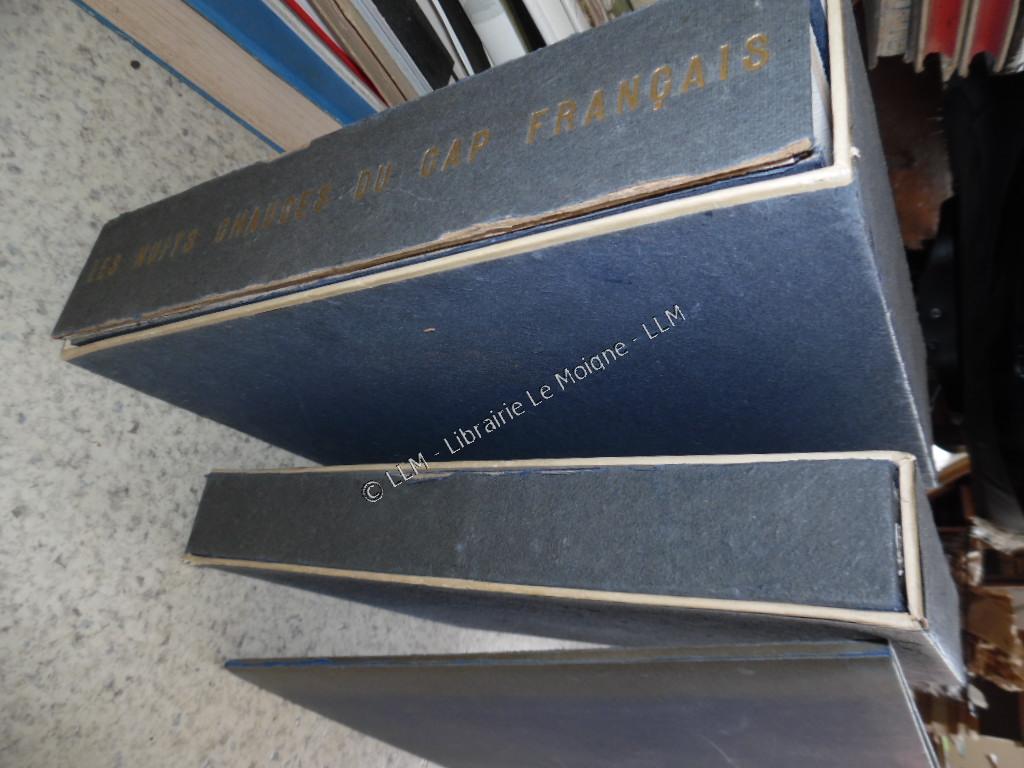 LES NUITS CHAUDES DU CAP FRANÇAIS
© LLM - Librairie Le Moigne - LLM